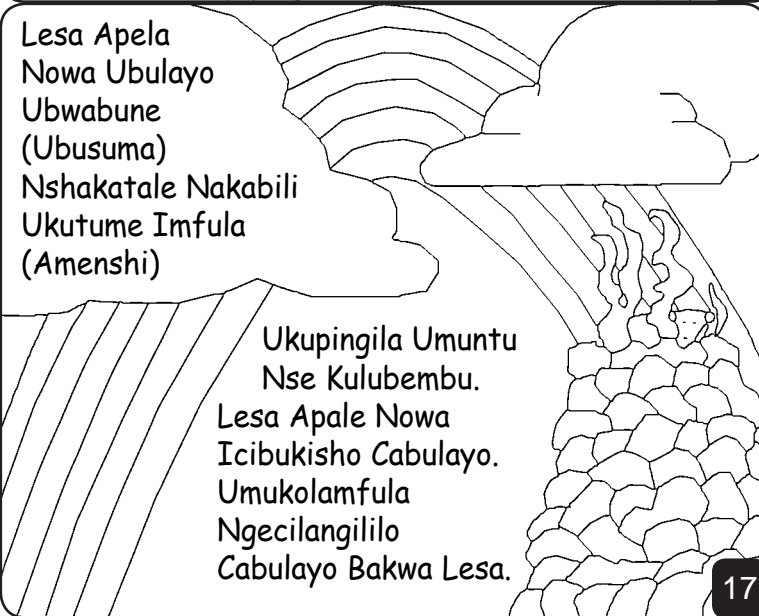 Lesa Apela
Nowa Ubulayo
Ubwabune
(Ubusuma)
Nshakatale Nakabili
Ukutume Imfula
(Amenshi)
Ukupingila Umuntu
Nse Kulubembu.
Lesa Apale Nowa
Icibukisho Cabulayo.
Umukolamfula
Ngecilangililo
Cabulayo Bakwa Lesa.
17